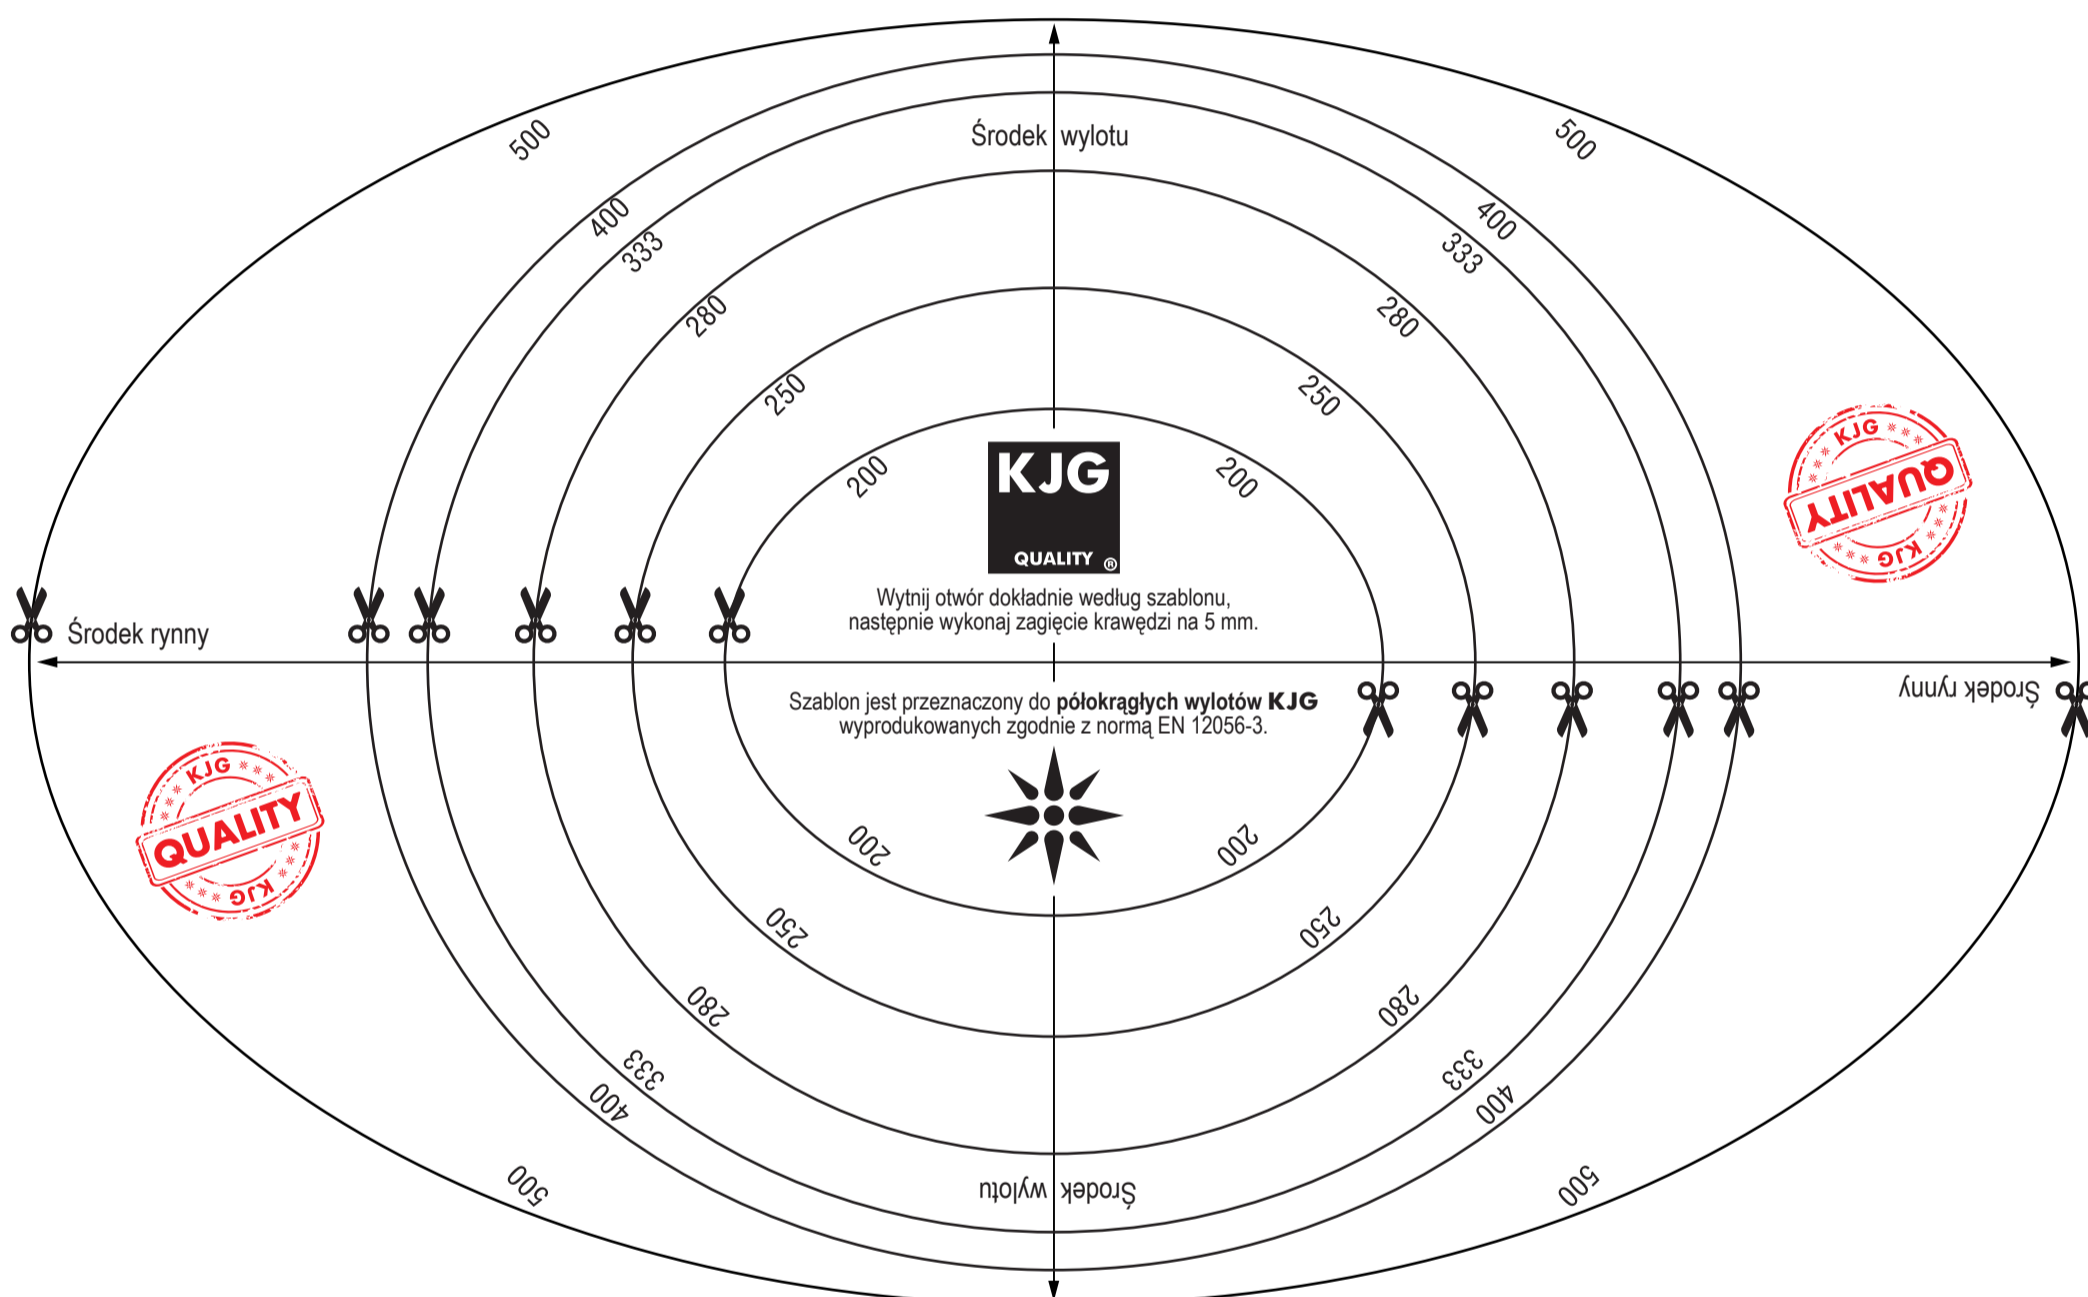 500 500
Środek wylotu
400 400
333 333
280 280
250 250
200 200
KJG
QUALITY ®
KJG
QUALITY
KJG
Wytnij otwór dokładnie według szablonu,
następnie wykonaj zagięcie krawędzi na 5 mm.
Środek rynny
Środek rynny
Szablon jest przeznaczony do półokrągłych wylotów KJG
wyprodukowanych zgodnie z normą EN 12056-3.
KJG
QUALITY
KJG
200 200
250 250
280 280
333 333
400 400
500 500
Środek wylotu